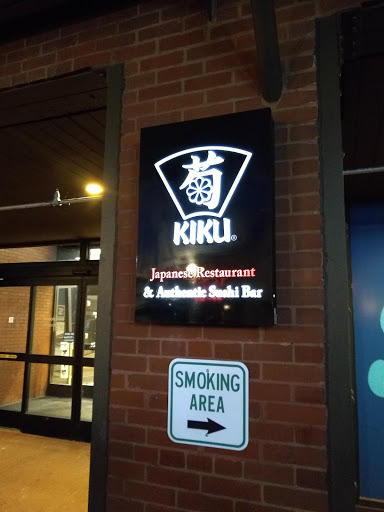 菊
KIKU®
Japanese Restaurant
& Authentic Sushi Bar
SMOKING
AREA